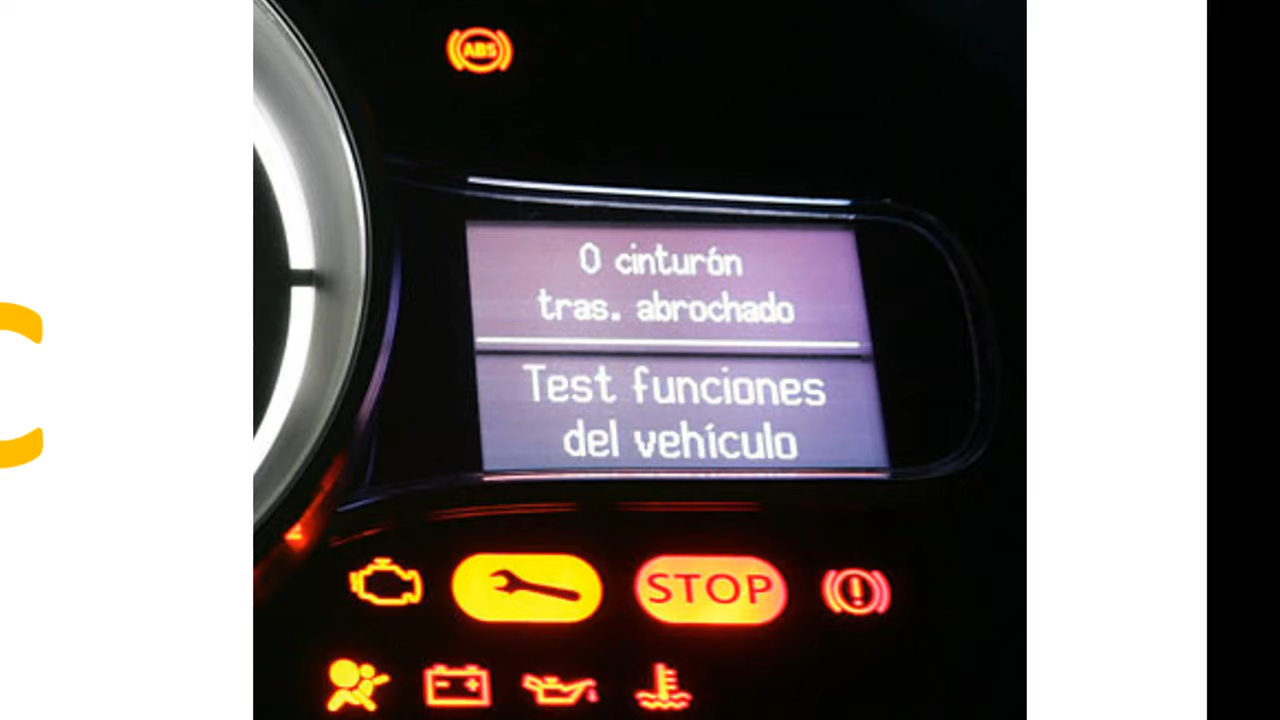 ABS
0 cinturón
tras. abrochado
Test funciones
del vehículo
STOP